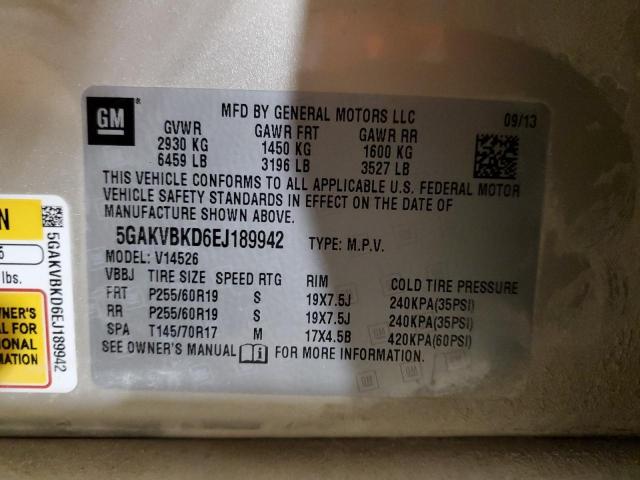 GM ®
MFD BY GENERAL MOTORS LLC
09/13
GVWR GAWR FRT GAWR RR
2930 KG 1450 KG 1600 KG
6459 LB 3196 LB 3527 LB
THIS VEHICLE CONFORMS TO ALL APPLICABLE U.S. FEDERAL MOTOR
VEHICLE SAFETY STANDARDS IN EFFECT ON THE DATE OF
MANUFACTURE SHOWN ABOVE.
5GAKVBKD6EJ189942 TYPE: M.P.V.
MODEL: V14526
VBBJ TIRE SIZE SPEED RTG RIM COLD TIRE PRESSURE
FRT P255/60R19 S 19X7.5J 240KPA(35PSI)
RR P255/60R19 S 19X7.5J 240KPA(35PSI)
SPA T145/70R17 M 17X4.5B 420KPA(60PSI)
SEE OWNER'S MANUAL i FOR MORE INFORMATION.
N
5
lbs.
5GAKVBKD6EJ189942
WNER'S
AL FOR
IONAL
MATION